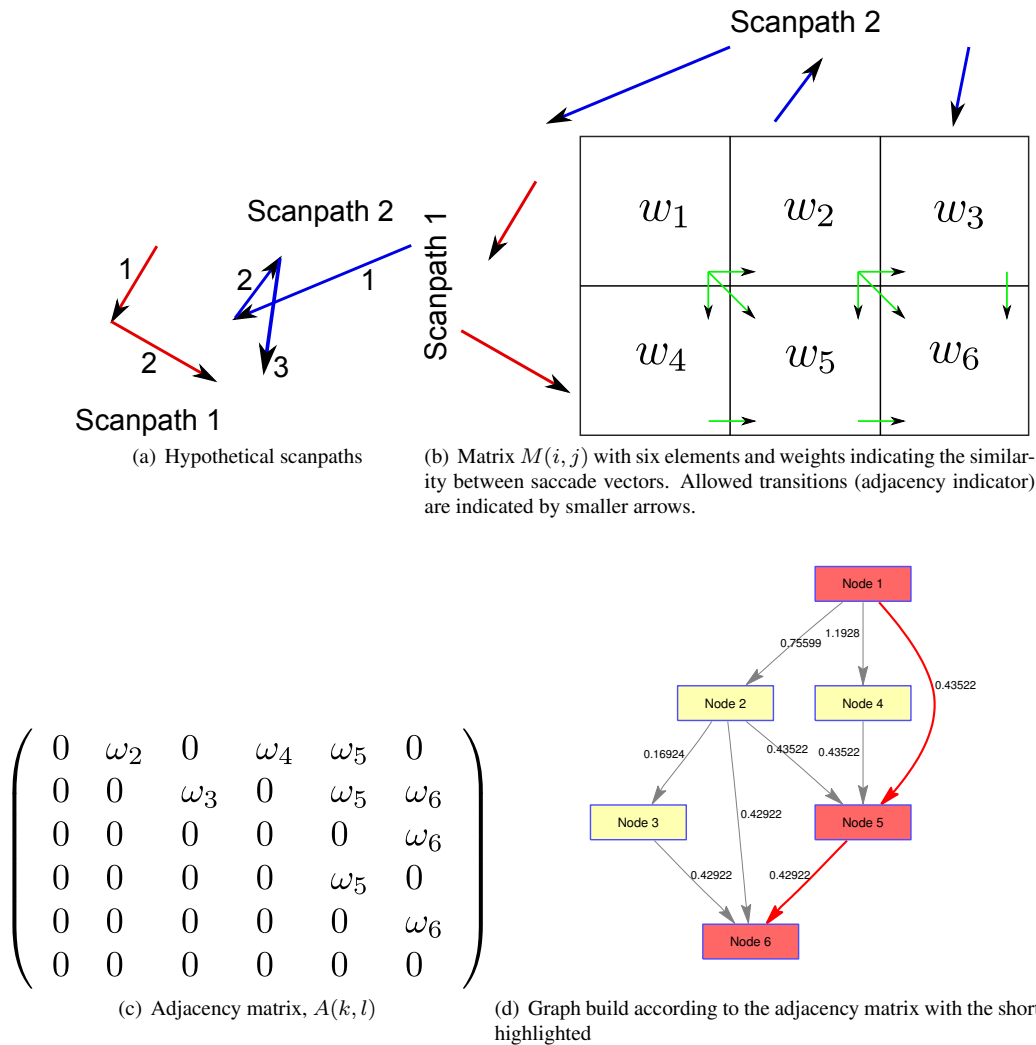 Scanpath 2
Scanpath 2
Scanpath 1
w1 w2 w3
1 2 1
2 3
w4 w5 w6
Scanpath 1
(a) Hypothetical scanpaths
(b) Matrix M(i, j) with six elements and weights indicating the similar-
ity between saccade vectors. Allowed transitions (adjacency indicator)
are indicated by smaller arrows.
0 ω2 0 ω4 ω5 0
0 0 ω3 0 ω5 ω6
0 0 0 0 0 ω6
0 0 0 0 ω5 0
0 0 0 0 0 ω6
0 0 0 0 0 0
(c) Adjacency matrix, A(k, l)
Node 1
0.75599 1.1928
0.43522
Node 2 Node 4
0.16924 0.43522 0.43522
0.42922
Node 3 Node 5
0.42922 0.42922
Node 6
(d) Graph build according to the adjacency matrix with the short
highlighted